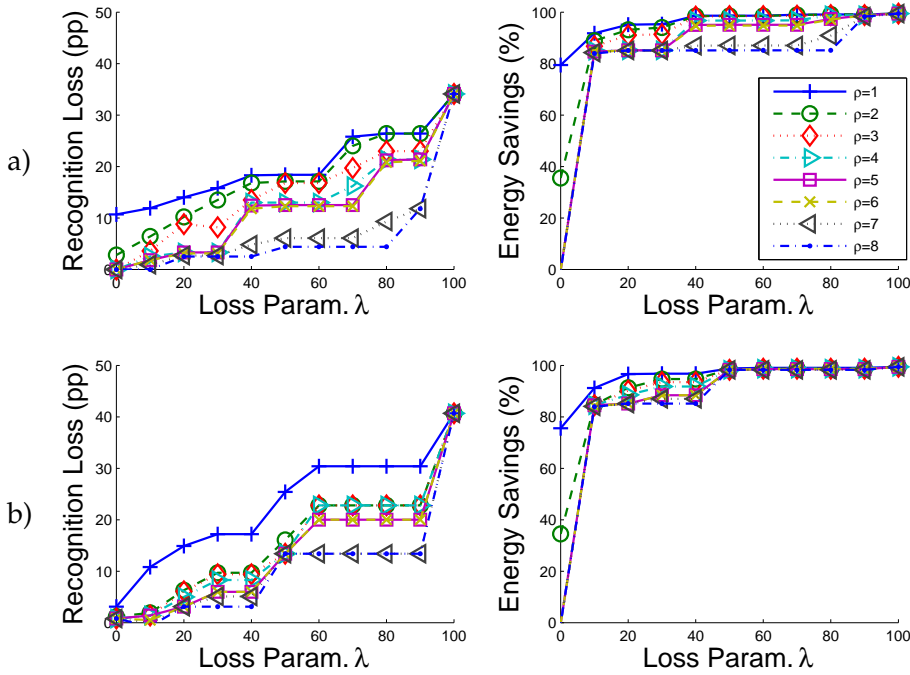 a)
Recognition Loss (pp)
50
40
30
20
10
0
0 20 40 60 80 100
Loss Param. λ
Energy Savings (%)
100
80
60
40
20
0
0 20 40 60 80 100
Loss Param. λ
ρ=1
ρ=2
ρ=3
ρ=4
ρ=5
ρ=6
ρ=7
ρ=8
b)
Recognition Loss (pp)
50
40
30
20
10
0
0 20 40 60 80 100
Loss Param. λ
Energy Savings (%)
100
80
60
40
20
0
0 20 40 60 80 100
Loss Param. λ